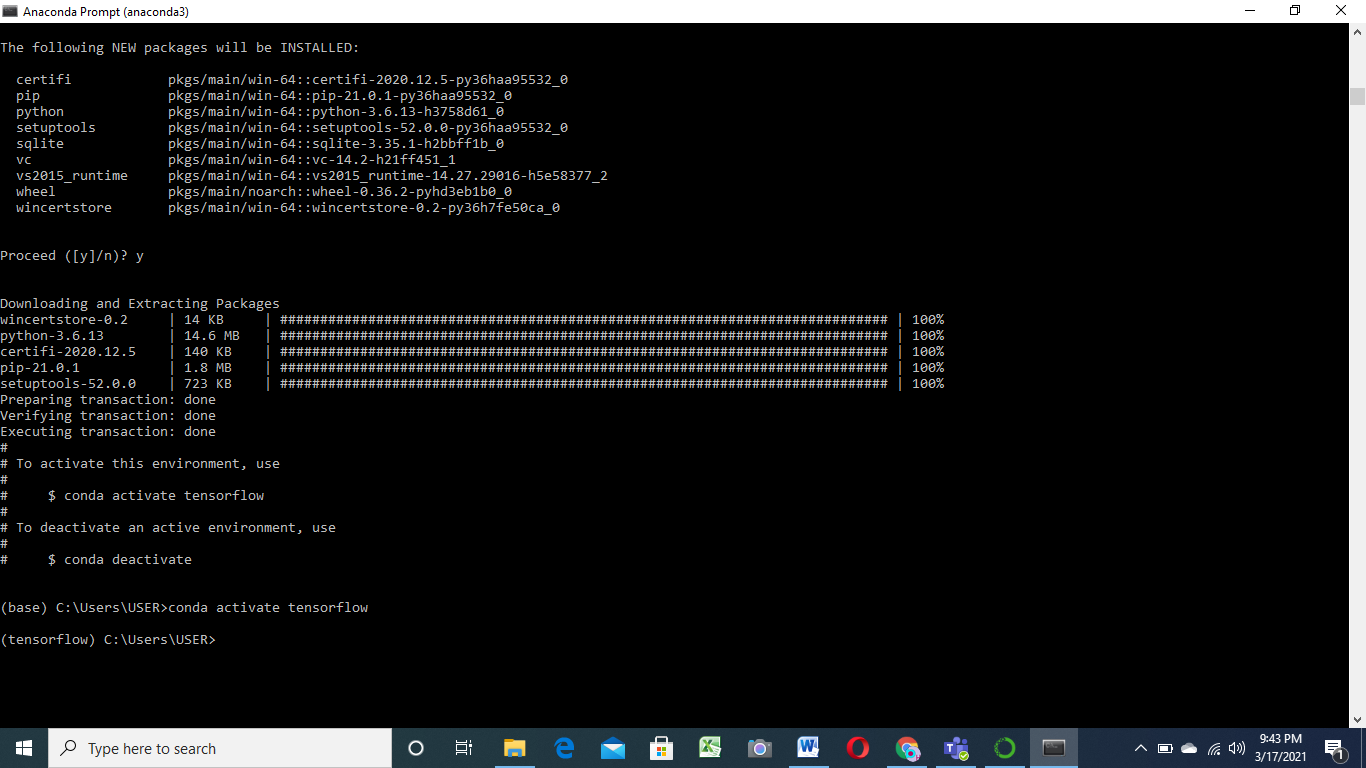 Anaconda Prompt (anaconda3)
The following NEW packages will be INSTALLED:
certifi pkgs/main/win-64::certifi-2020.12.5-py36haa95532_0
pip pkgs/main/win-64::pip-21.0.1-py36haa95532_0
python pkgs/main/win-64::python-3.6.13-h3758d61_0
setuptools pkgs/main/win-64::setuptools-52.0.0-py36haa95532_0
sqlite pkgs/main/win-64::sqlite-3.35.1-h2bbff1b_0
vc pkgs/main/win-64::vc-14.2-h21ff451_1
vs2015_runtime pkgs/main/win-64::vs2015_runtime-14.27.29016-h5e58377_2
wheel pkgs/main/noarch::wheel-0.36.2-pyhd3eb1b0_0
wincertstore pkgs/main/win-64::wincertstore-0.2-py36h7fe50ca_0
Proceed ([y]/n)? y
Downloading and Extracting Packages
wincertstore-0.2 | 14 KB | ############################################################################ | 100%
python-3.6.13 | 14.6 MB | ############################################################################ | 100%
certifi-2020.12.5 | 140 KB | ############################################################################ | 100%
pip-21.0.1 | 1.8 MB | ############################################################################ | 100%
setuptools-52.0.0 | 723 KB | ############################################################################ | 100%
Preparing transaction: done
Verifying transaction: done
Executing transaction: done
#
# To activate this environment, use
#
# $ conda activate tensorflow
#
# To deactivate an active environment, use
#
# $ conda deactivate
(base) C:\Users\USER>conda activate tensorflow
(tensorflow) C:\Users\USER>
Type here to search
9:43 PM
3/17/2021
1